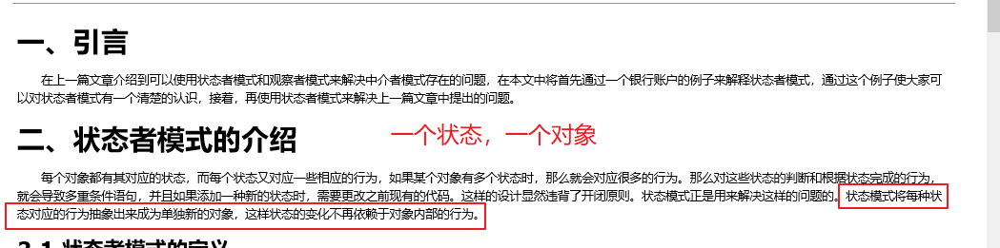 一、引言
在上一篇文章介绍到可以使用状态者模式和观察者模式来解决中介者模式存在的问题，在本文中将首先通过一个银行账户的例子来解释状态者模式，通过这个例子使大家可
以对状态者模式有一个清楚的认识，接着，再使用状态者模式来解决上一篇文章中提出的问题。
二、状态者模式的介绍
一个状态，一个对象
每个对象都有其对应的状态，而每个状态又对应一些相应的行为，如果某个对象有多个状态时，那么就会对应很多的行为。那么对这些状态的判断和根据状态完成的行为，
就会导致多重条件语句，并且如果添加一种新的状态时，需要更改之前现有的代码。这样的设计显然违背了开闭原则。状态模式正是用来解决这样的问题的。状态模式将每种状
态对应的行为抽象出来成为单独新的对象，这样状态的变化不再依赖于对象内部的行为。
2.1 状态者模式的定义